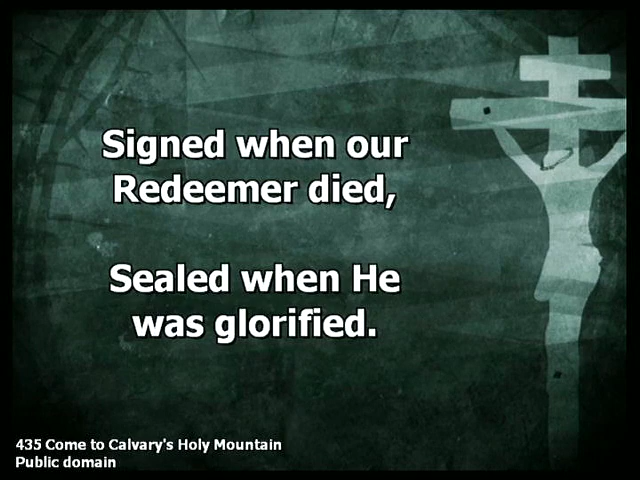 Signed when our
Redeemer died,
Sealed when He
was glorified.
435 Come to Calvary's Holy Mountain
Public domain